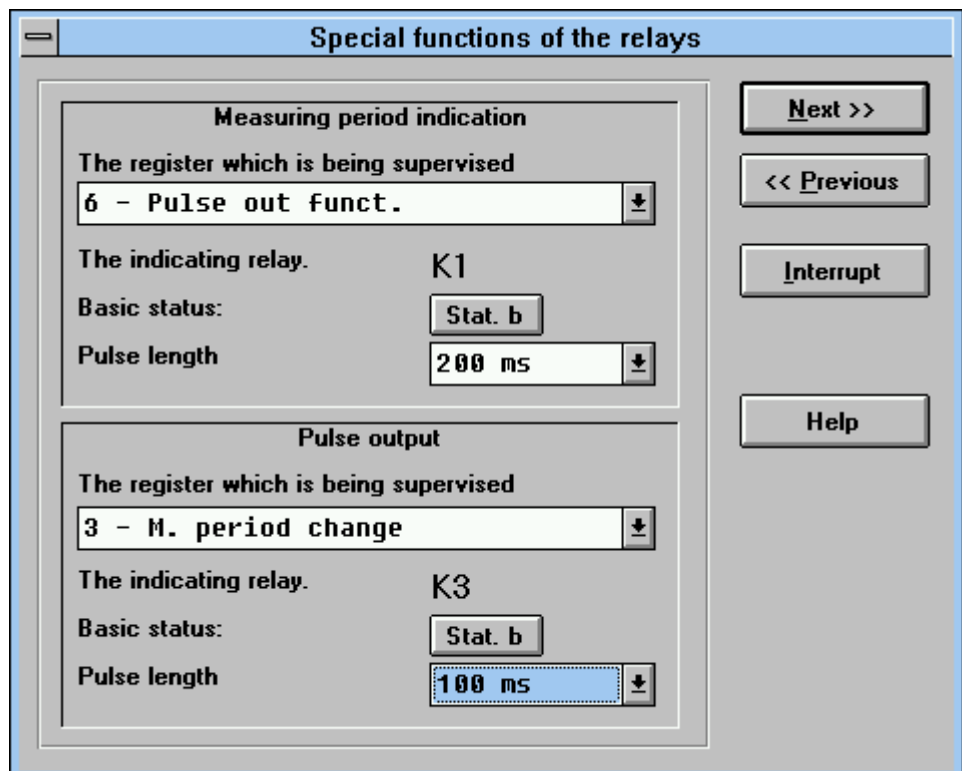 Special functions of the relays
Measuring period indication
The register which is being supervised
6 - Pulse out funct.
The indicating relay. K1
Basic status: Stat. b
Pulse length 200 ms
Pulse output
The register which is being supervised
3 - M. period change
The indicating relay. K3
Basic status: Stat. b
Pulse length 100 ms
Next >>
<< Previous
Interrupt
Help